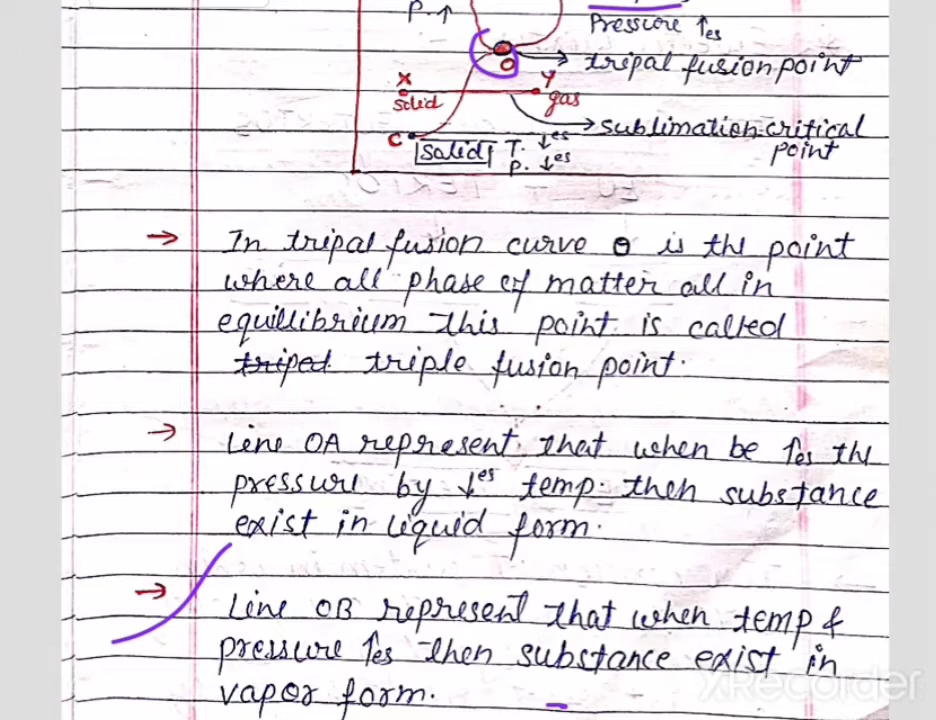 P. ↑
Pressure ↑es
tripal fusion point
O
X
solid
Y
gas
sublimation critical
point
C
Solid T. ↓es
P. ↓es
→ In tripal fusion curve O is the point
where all phase of matter all in
equillibrium this point is called
triped triple fusion point.
→ Line OA represent that when be ↑es the
pressure by ↓es temp. then substance
exist in liquid form.
→ Line OB represent that when temp &
pressure ↑es then substance exist in
vapor form.
XRecorder